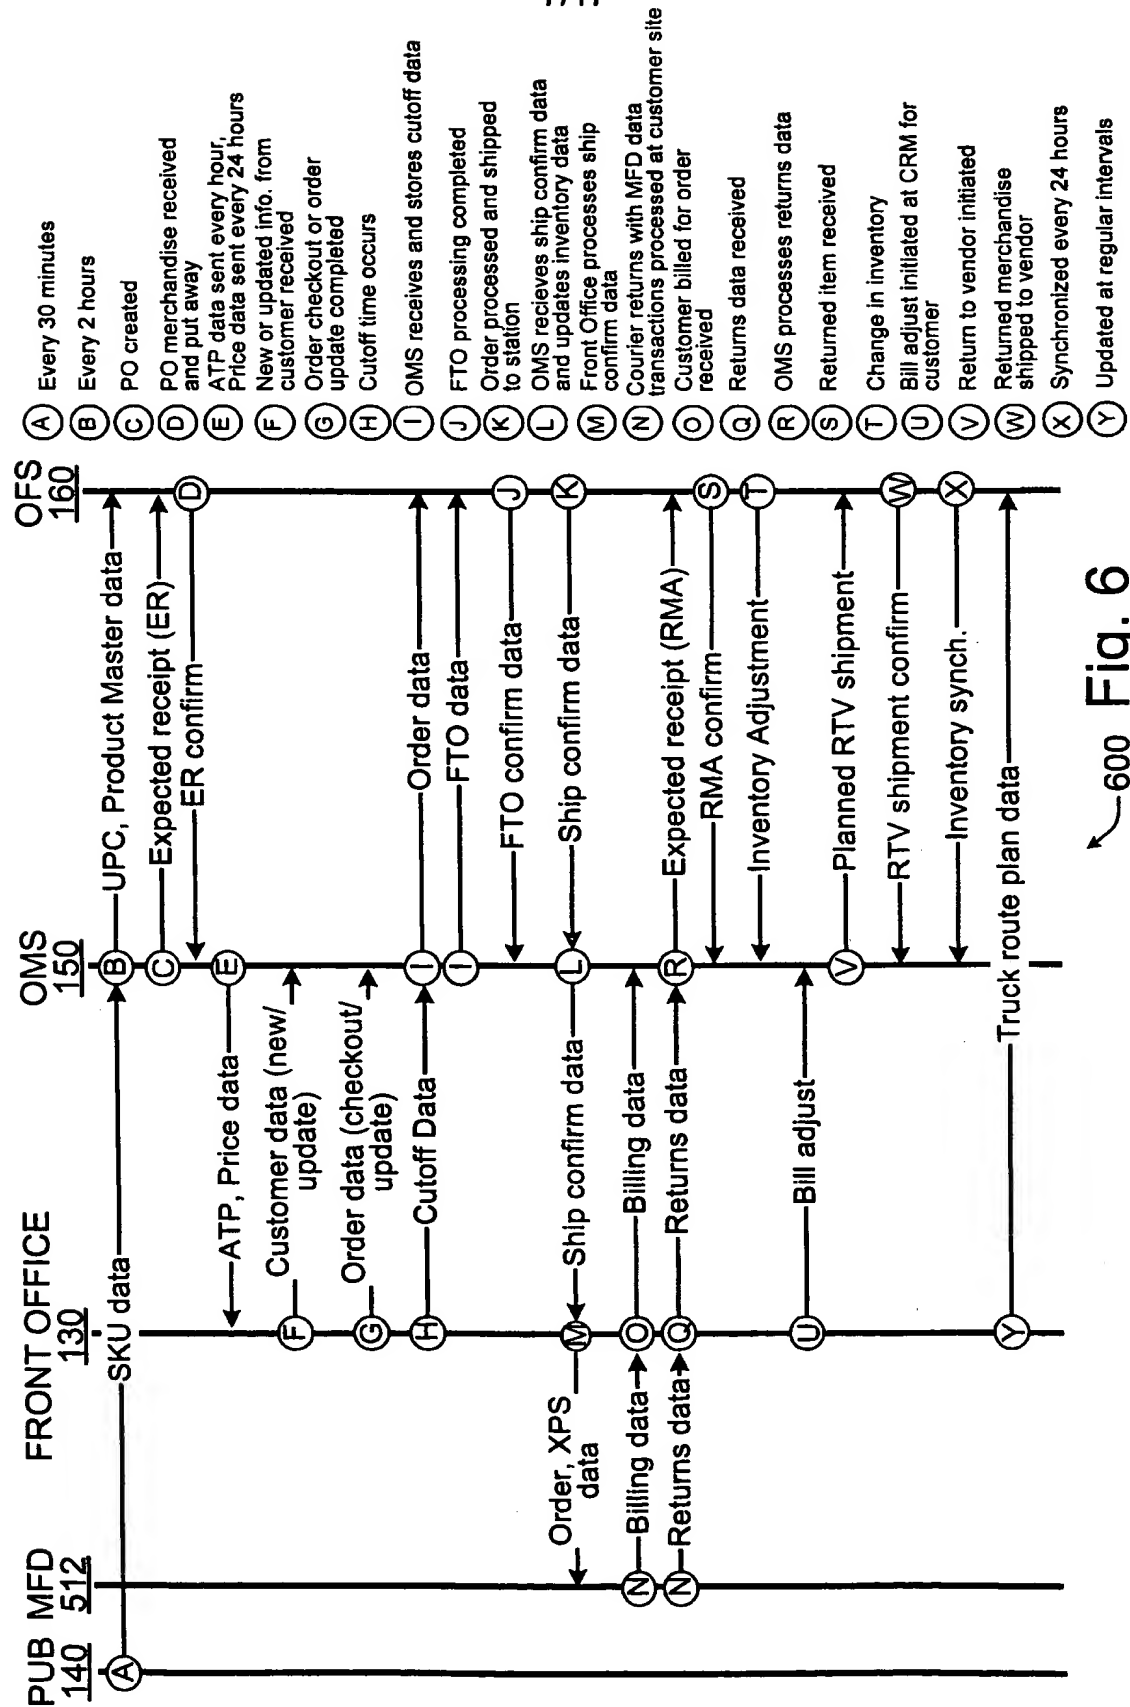 PUB
140
MFD
512
FRONT OFFICE
130
OMS
150
OFS
160
A
SKU data
B
UPC, Product Master data
C
Expected receipt (ER)
D
ER confirm
E
ATP, Price data
F
Customer data (new/
update)
G
Order data (checkout/
update)
H
Cutoff Data
I
Order data
I
FTO data
J
FTO confirm data
K
Ship confirm data
L
Ship confirm data
M
Order, XPS
data
N
Billing data
O
Billing data
N
Returns data
Q
Returns data
R
Expected receipt (RMA)
S
RMA confirm
T
Inventory Adjustment
U
Bill adjust
V
Planned RTV shipment
W
RTV shipment confirm
X
Inventory synch.
Y
Truck route plan data
A Every 30 minutes
B Every 2 hours
C PO created
D PO merchandise received
and put away
E ATP data sent every hour,
Price data sent every 24 hours
F New or updated info. from
customer received
G Order checkout or order
update completed
H Cutoff time occurs
I OMS receives and stores cutoff data
J FTO processing completed
K Order processed and shipped
to station
L OMS recieves ship confirm data
and updates inventory data
M Front Office processes ship
confirm data
N Courier returns with MFD data
transactions processed at customer site
O Customer billed for order
received
Q Returns data received
R OMS processes returns data
S Returned item received
T Change in inventory
U Bill adjust initiated at CRM for
customer
V Return to vendor initiated
W Returned merchandise
shipped to vendor
X Synchronized every 24 hours
Y Updated at regular intervals
600 Fig. 6